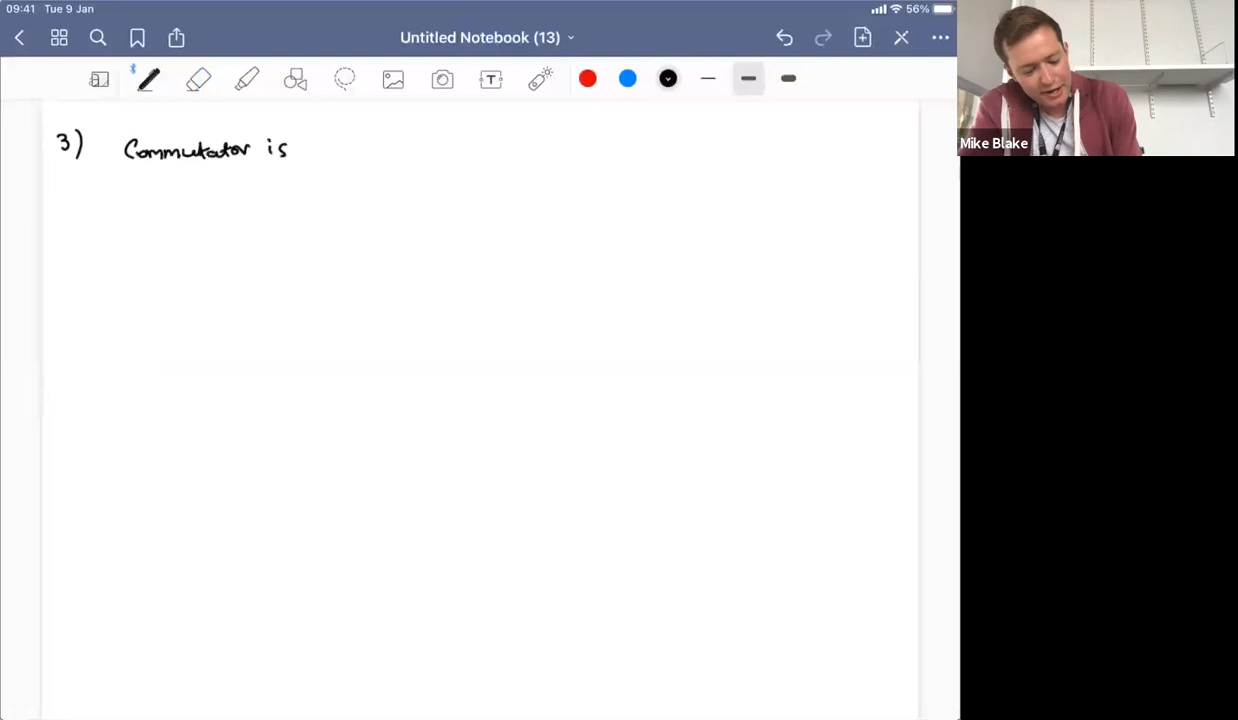 09:41 Tue 9 Jan
56%
Untitled Notebook (13)
T
3) Commutator is
Mike Blake